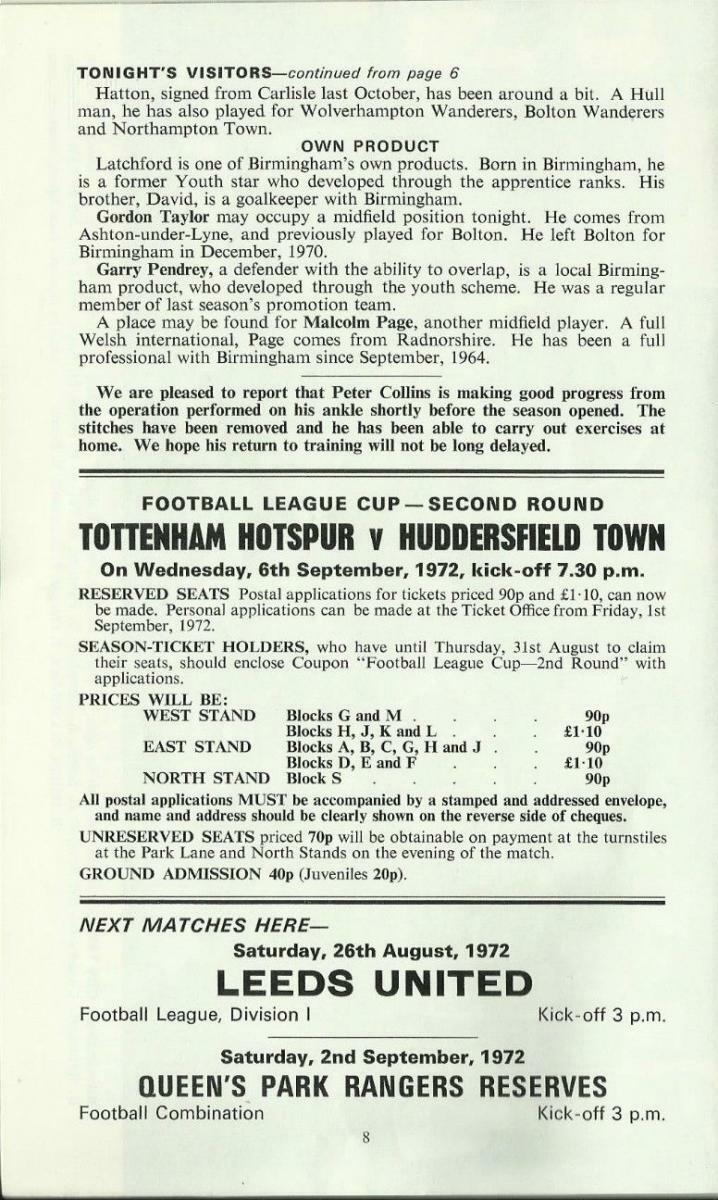 TONIGHT'S VISITORS—continued from page 6
Hatton, signed from Carlisle last October, has been around a bit. A Hull
man, he has also played for Wolverhampton Wanderers, Bolton Wanderers
and Northampton Town.
OWN PRODUCT
Latchford is one of Birmingham's own products. Born in Birmingham, he
is a former Youth star who developed through the apprentice ranks. His
brother, David, is a goalkeeper with Birmingham.
Gordon Taylor may occupy a midfield position tonight. He comes from
Ashton-under-Lyne, and previously played for Bolton. He left Bolton for
Birmingham in December, 1970.
Garry Pendrey, a defender with the ability to overlap, is a local Birming-
ham product, who developed through the youth scheme. He was a regular
member of last season's promotion team.
A place may be found for Malcolm Page, another midfield player. A full
Welsh international, Page comes from Radnorshire. He has been a full
professional with Birmingham since September, 1964.
We are pleased to report that Peter Collins is making good progress from
the operation performed on his ankle shortly before the season opened. The
stitches have been removed and he has been able to carry out exercises at
home. We hope his return to training will not be long delayed.
FOOTBALL LEAGUE CUP — SECOND ROUND
TOTTENHAM HOTSPUR v HUDDERSFIELD TOWN
On Wednesday, 6th September, 1972, kick-off 7.30 p.m.
RESERVED SEATS Postal applications for tickets priced 90p and £1·10, can now
be made. Personal applications can be made at the Ticket Office from Friday, 1st
September, 1972.
SEASON-TICKET HOLDERS, who have until Thursday, 31st August to claim
their seats, should enclose Coupon "Football League Cup—2nd Round" with
applications.
PRICES WILL BE:
WEST STAND Blocks G and M . . . . 90p
Blocks H, J, K and L . . . £1·10
EAST STAND Blocks A, B, C, G, H and J . . 90p
Blocks D, E and F . . . £1·10
NORTH STAND Block S . . . . . 90p
All postal applications MUST be accompanied by a stamped and addressed envelope,
and name and address should be clearly shown on the reverse side of cheques.
UNRESERVED SEATS priced 70p will be obtainable on payment at the turnstiles
at the Park Lane and North Stands on the evening of the match.
GROUND ADMISSION 40p (Juveniles 20p).
NEXT MATCHES HERE—
Saturday, 26th August, 1972
LEEDS UNITED
Football League, Division I Kick-off 3 p.m.
Saturday, 2nd September, 1972
QUEEN'S PARK RANGERS RESERVES
Football Combination Kick-off 3 p.m.
8